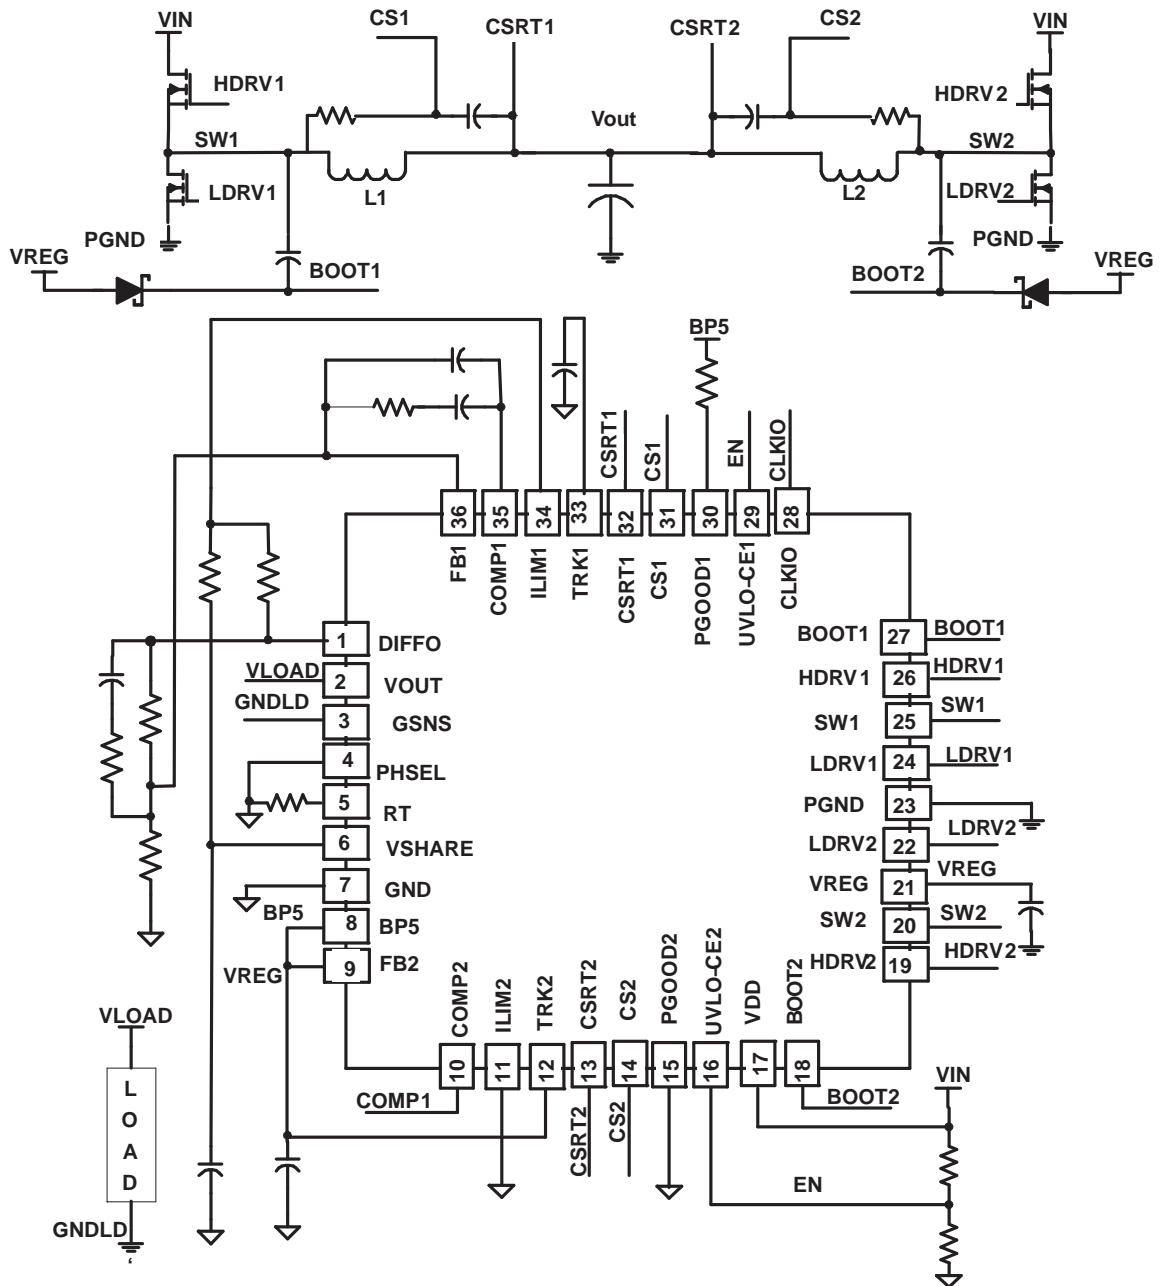 VIN
CS1
CSRT1
CSRT2
CS2
VIN
HDRV1
HDRV2
Vout
SW1
SW2
LDRV1
L1
L2
LDRV2
PGND
PGND
VREG
BOOT1
BOOT2
VREG
BP5
CSRT1
CS1
EN
CLKIO
36
35
34
33
32
31
30
29
28
FB1
COMP1
ILIM1
TRK1
CSRT1
CS1
PGOOD1
UVLO-CE1
CLKIO
1
DIFFO
BOOT1
27
BOOT1
VLOAD
2
VOUT
HDRV1
26
HDRV1
GNDLD
3
GSNS
SW1
25
SW1
4
PHSEL
LDRV1
24
LDRV1
5
RT
PGND
23
6
VSHARE
LDRV2
22
LDRV2
7
GND
VREG
21
VREG
BP5
8
BP5
SW2
20
SW2
VREG
9
FB2
HDRV2
19
HDRV2
COMP2
ILIM2
TRK2
CSRT2
CS2
PGOOD2
UVLO-CE2
VDD
BOOT2
10
11
12
13
14
15
16
17
18
COMP1
CSRT2
CS2
BOOT2
VIN
EN
VLOAD
L
O
A
D
GNDLD